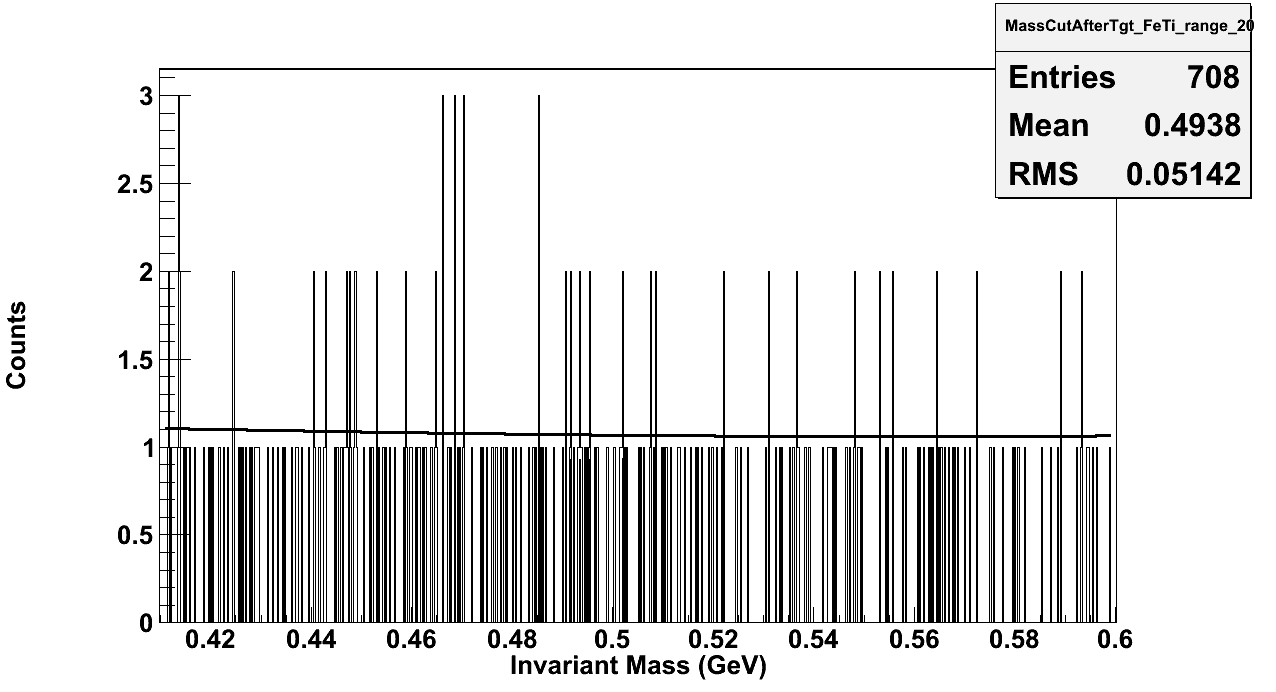 MassCutAfterTgt_FeTi_range_20
Entries 708
Mean 0.4938
RMS 0.05142
3
2.5
2
1.5
1
0.5
0
Counts
0.42 0.44 0.46 0.48 0.5 0.52 0.54 0.56 0.58 0.6
Invariant Mass (GeV)